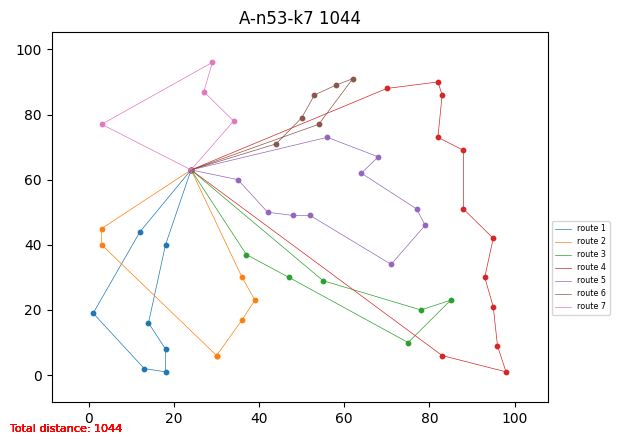 A-n53-k7 1044
100
80
60
40
20
0
0 20 40 60 80 100
route 1
route 2
route 3
route 4
route 5
route 6
route 7
Total distance: 1044